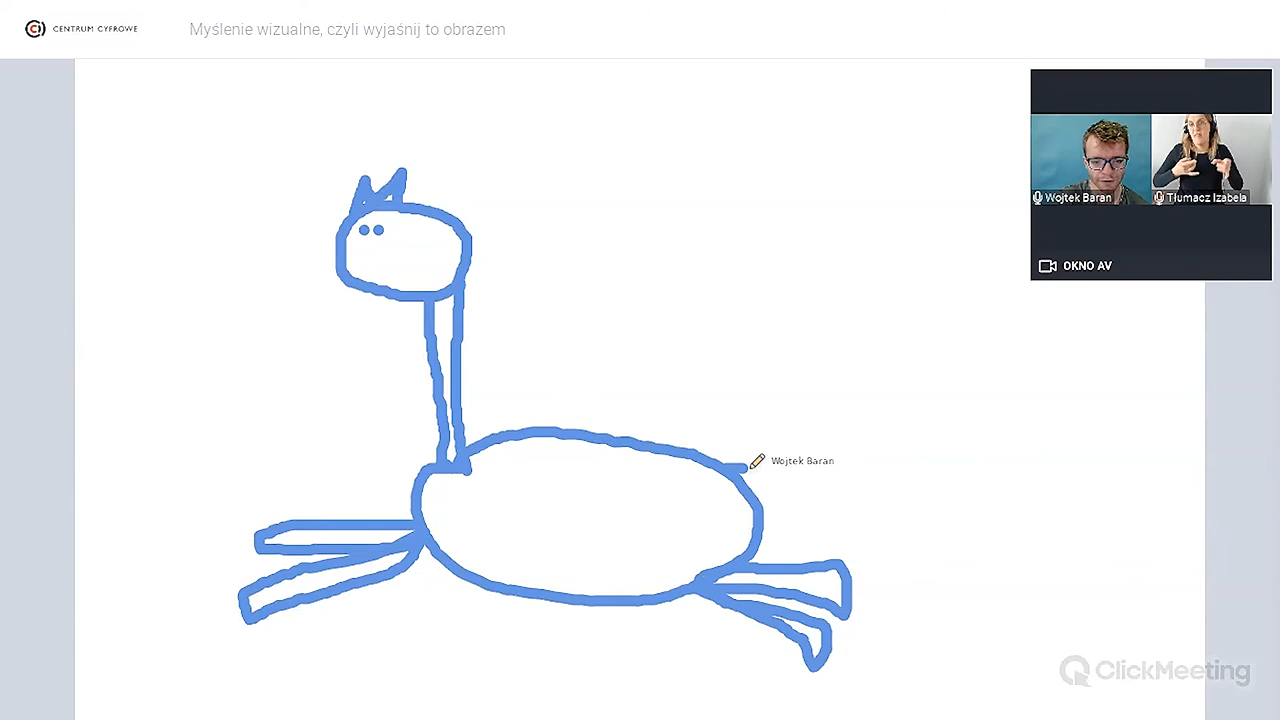 CENTRUM CYFROWE
Myślenie wizualne, czyli wyjaśnij to obrazem
Wojtek Baran
Tłumacz Izabela
OKNO AV
Wojtek Baran
ClickMeeting